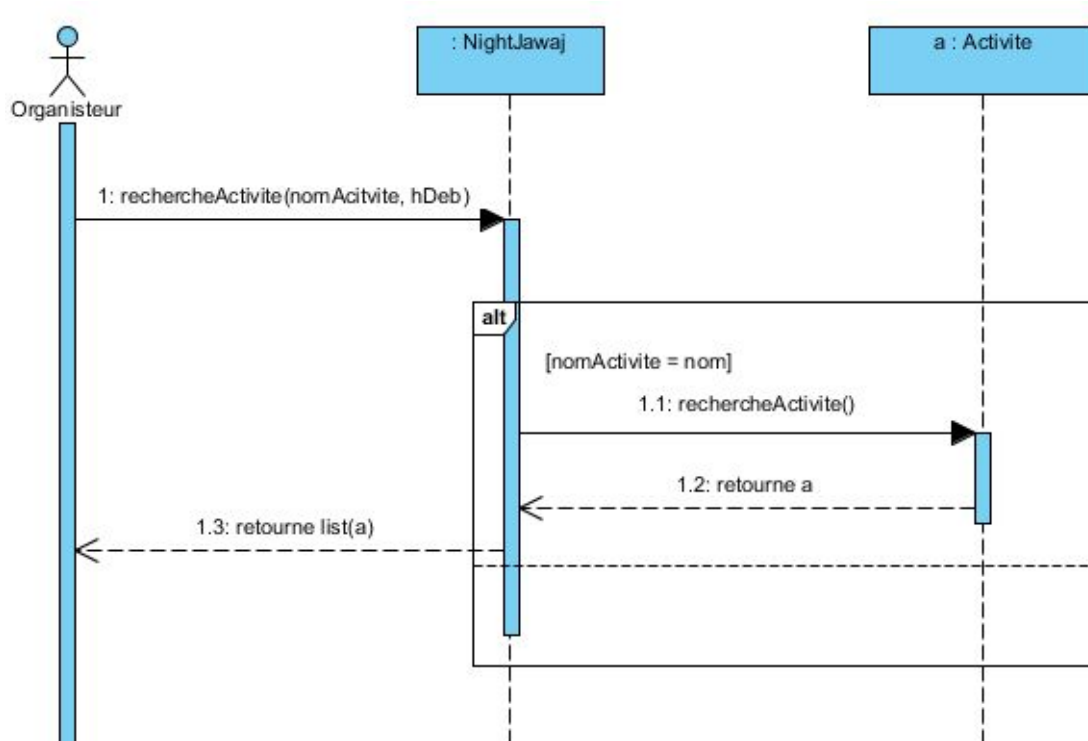 : NightJawaj
a : Activite
Organisteur
1: rechercheActivite(nomAcitvite, hDeb)
alt
[nomActivite = nom]
1.1: rechercheActivite()
1.2: retourne a
1.3: retourne list(a)